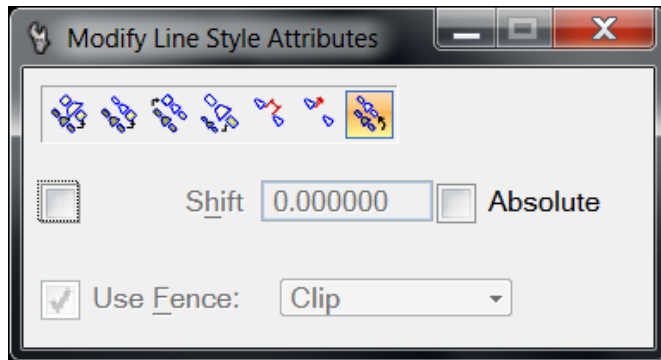 Modify Line Style Attributes
Shift 0.000000 Absolute
Use Fence: Clip